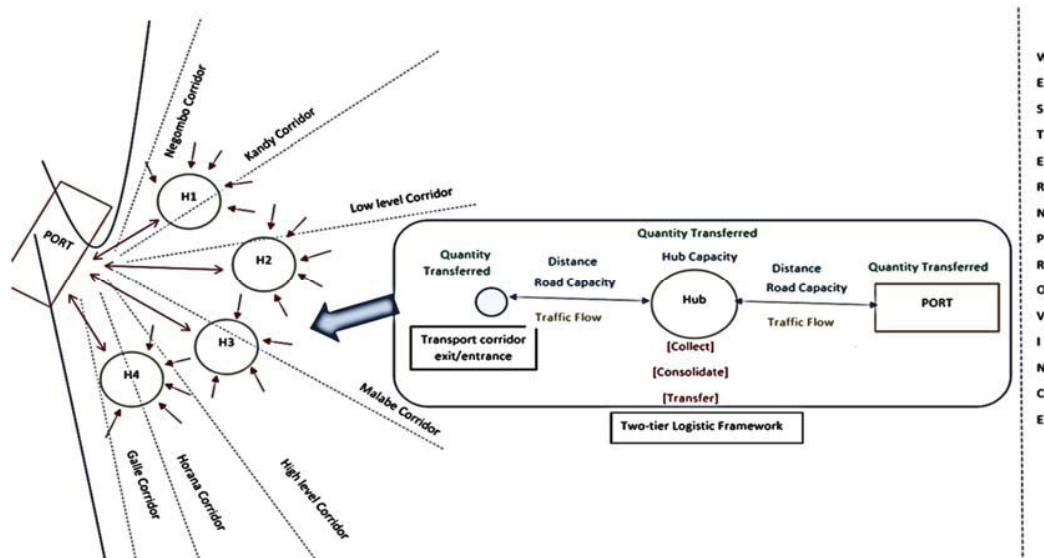 Negombo Corridor
Kandy Corridor
Low level Corridor
PORT
H1
H2
H3
H4
Malabe Corridor
High level Corridor
Horana Corridor
Galle Corridor
Quantity Transferred
Quantity
Transferred
Distance
Road Capacity
Traffic Flow
Hub Capacity
Hub
Distance
Road Capacity
Traffic Flow
Quantity Transferred
PORT
Transport corridor
exit/entrance
[Collect]
[Consolidate]
[Transfer]
Two-tier Logistic Framework
WESTERN PROVINCE